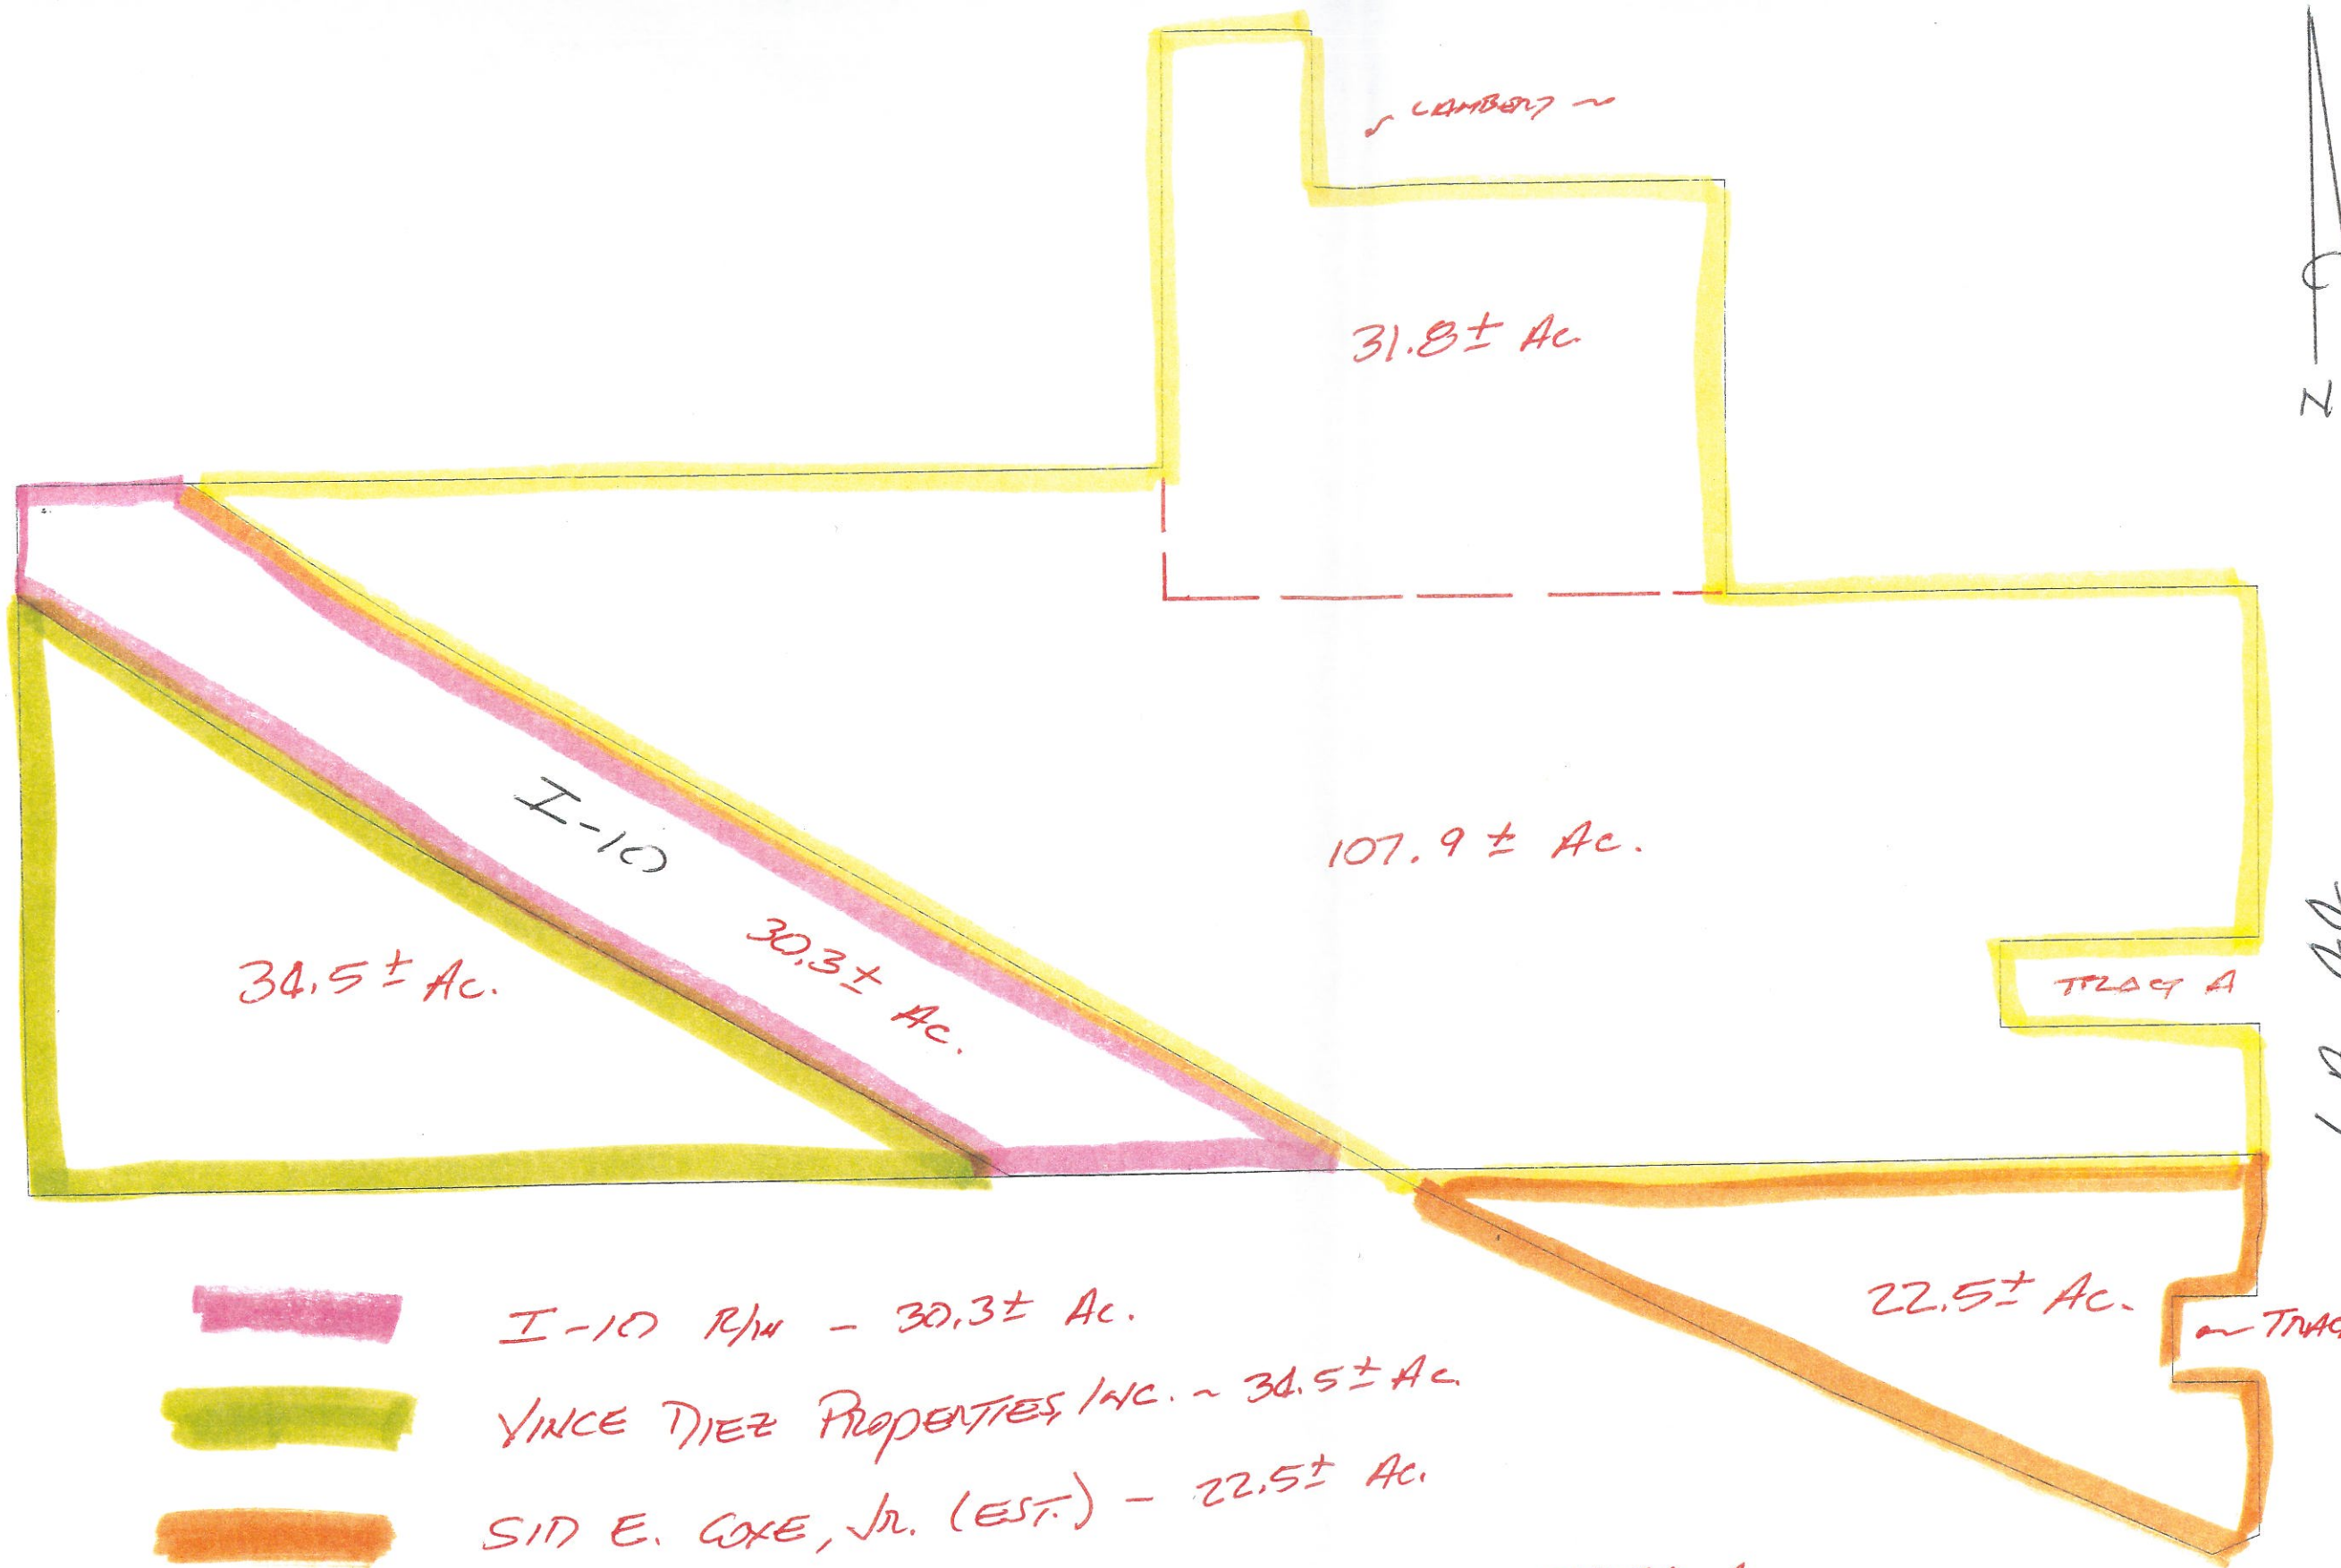 ~ LAMBERT ~
31.8 ± Ac.
N
I-10
30.3 ± Ac.
107.9 ± Ac.
34.5 ± Ac.
TRACT A
22.5 ± Ac.
I-10 R/W - 30.3 ± Ac.
VINCE DIEZ PROPERTIES, INC. ~ 34.5 ± Ac.
SID E. COXE, JR. (EST.) - 22.5 ± Ac.